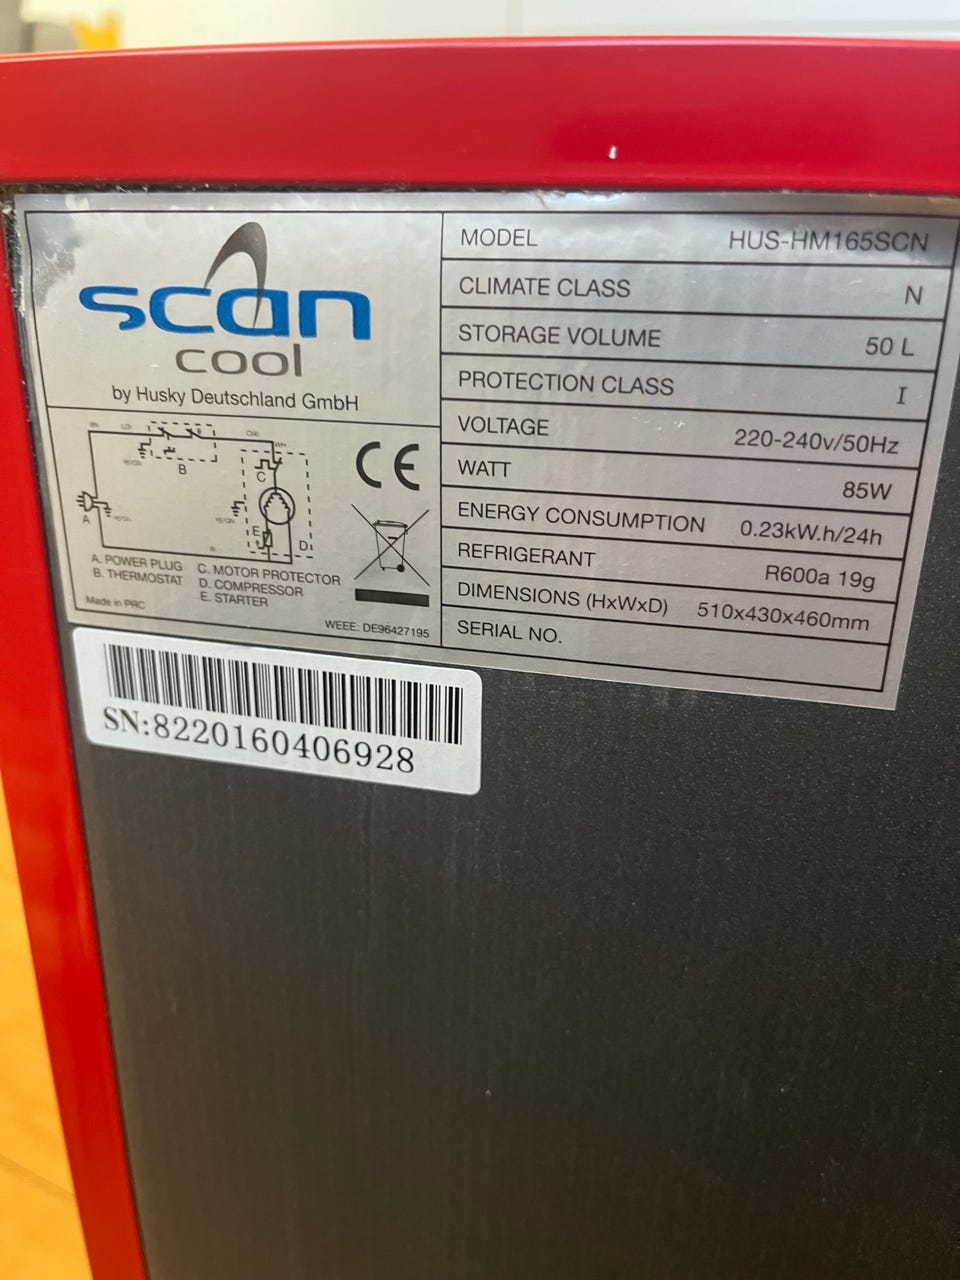 scan
cool
by Husky Deutschland GmbH
B
C
A
E
D
A. POWER PLUG
B. THERMOSTAT
C. MOTOR PROTECTOR
D. COMPRESSOR
E. STARTER
Made in PRC
CE
WEEE: DE96427195
MODEL HUS-HM165SCN
CLIMATE CLASS N
STORAGE VOLUME 50 L
PROTECTION CLASS I
VOLTAGE 220-240v/50Hz
WATT 85W
ENERGY CONSUMPTION 0.23kW.h/24h
REFRIGERANT R600a 19g
DIMENSIONS (HxWxD) 510x430x460mm
SERIAL NO.
SN:8220160406928